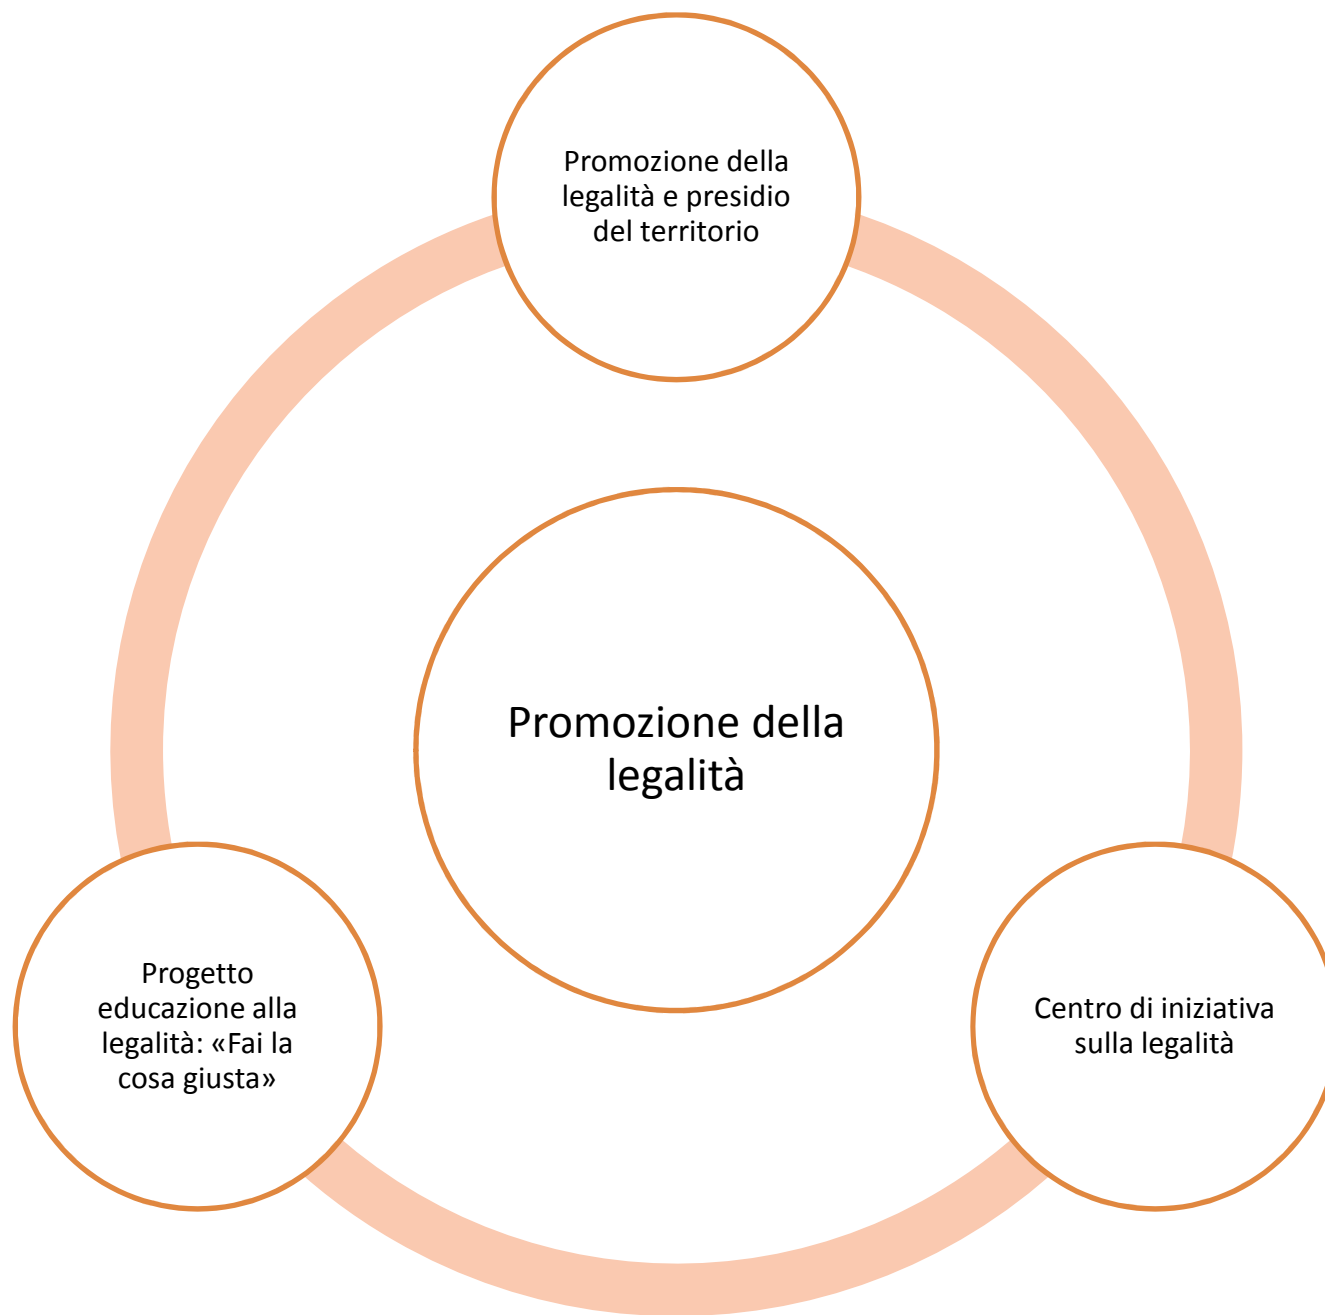 Promozione della
legalità e presidio
del territorio
Promozione della
legalità
Progetto
educazione alla
legalità: «Fai la
cosa giusta»
Centro di iniziativa
sulla legalità